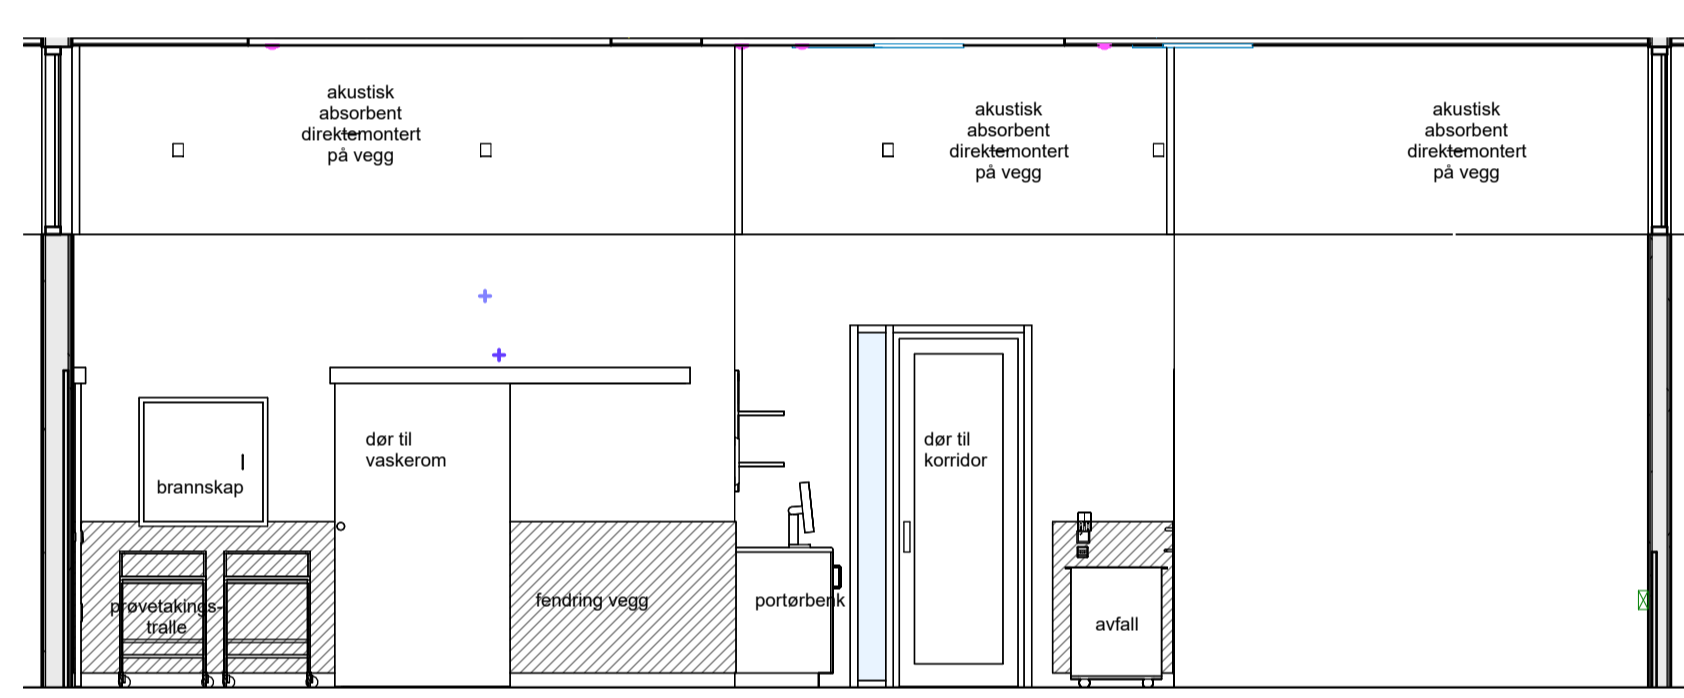 akustisk
absorbent
direktemontert
på vegg
akustisk
absorbent
direktemontert
på vegg
akustisk
absorbent
direktemontert
på vegg
dør til
vaskerom
dør til
korridor
brannskap
prøvetakings-
tralle
fendring vegg
portørbenk
avfall